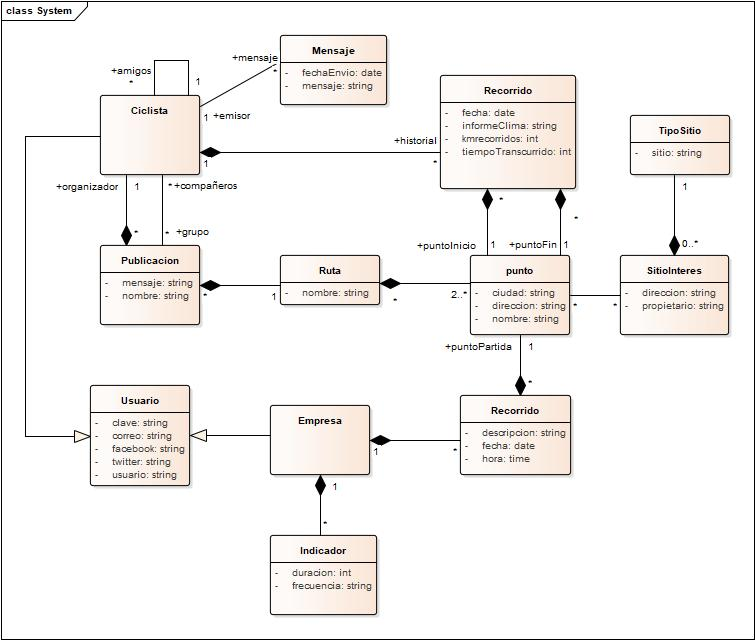 class System
Mensaje
- fechaEnvio: date
- mensaje: string
+mensaje
*
+amigos
*
1
Ciclista
1
+emisor
1
+historial
*
Recorrido
- fecha: date
- informeClima: string
- kmrecorridos: int
- tiempoTranscurrido: int
TipoSitio
- sitio: string
1
0..*
+organizador
1
*
+compañeros
*
+grupo
*
*
+puntoInicio
1
*
+puntoFin
1
Publicacion
- mensaje: string
- nombre: string
*
1
Ruta
- nombre: string
*
2..*
punto
- ciudad: string
- direccion: string
- nombre: string
*
*
SitioInteres
- direccion: string
- propietario: string
+puntoPartida
1
*
Usuario
- clave: string
- correo: string
- facebook: string
- twitter: string
- usuario: string
Empresa
1
*
Recorrido
- descripcion: string
- fecha: date
- hora: time
1
*
Indicador
- duracion: int
- frecuencia: string